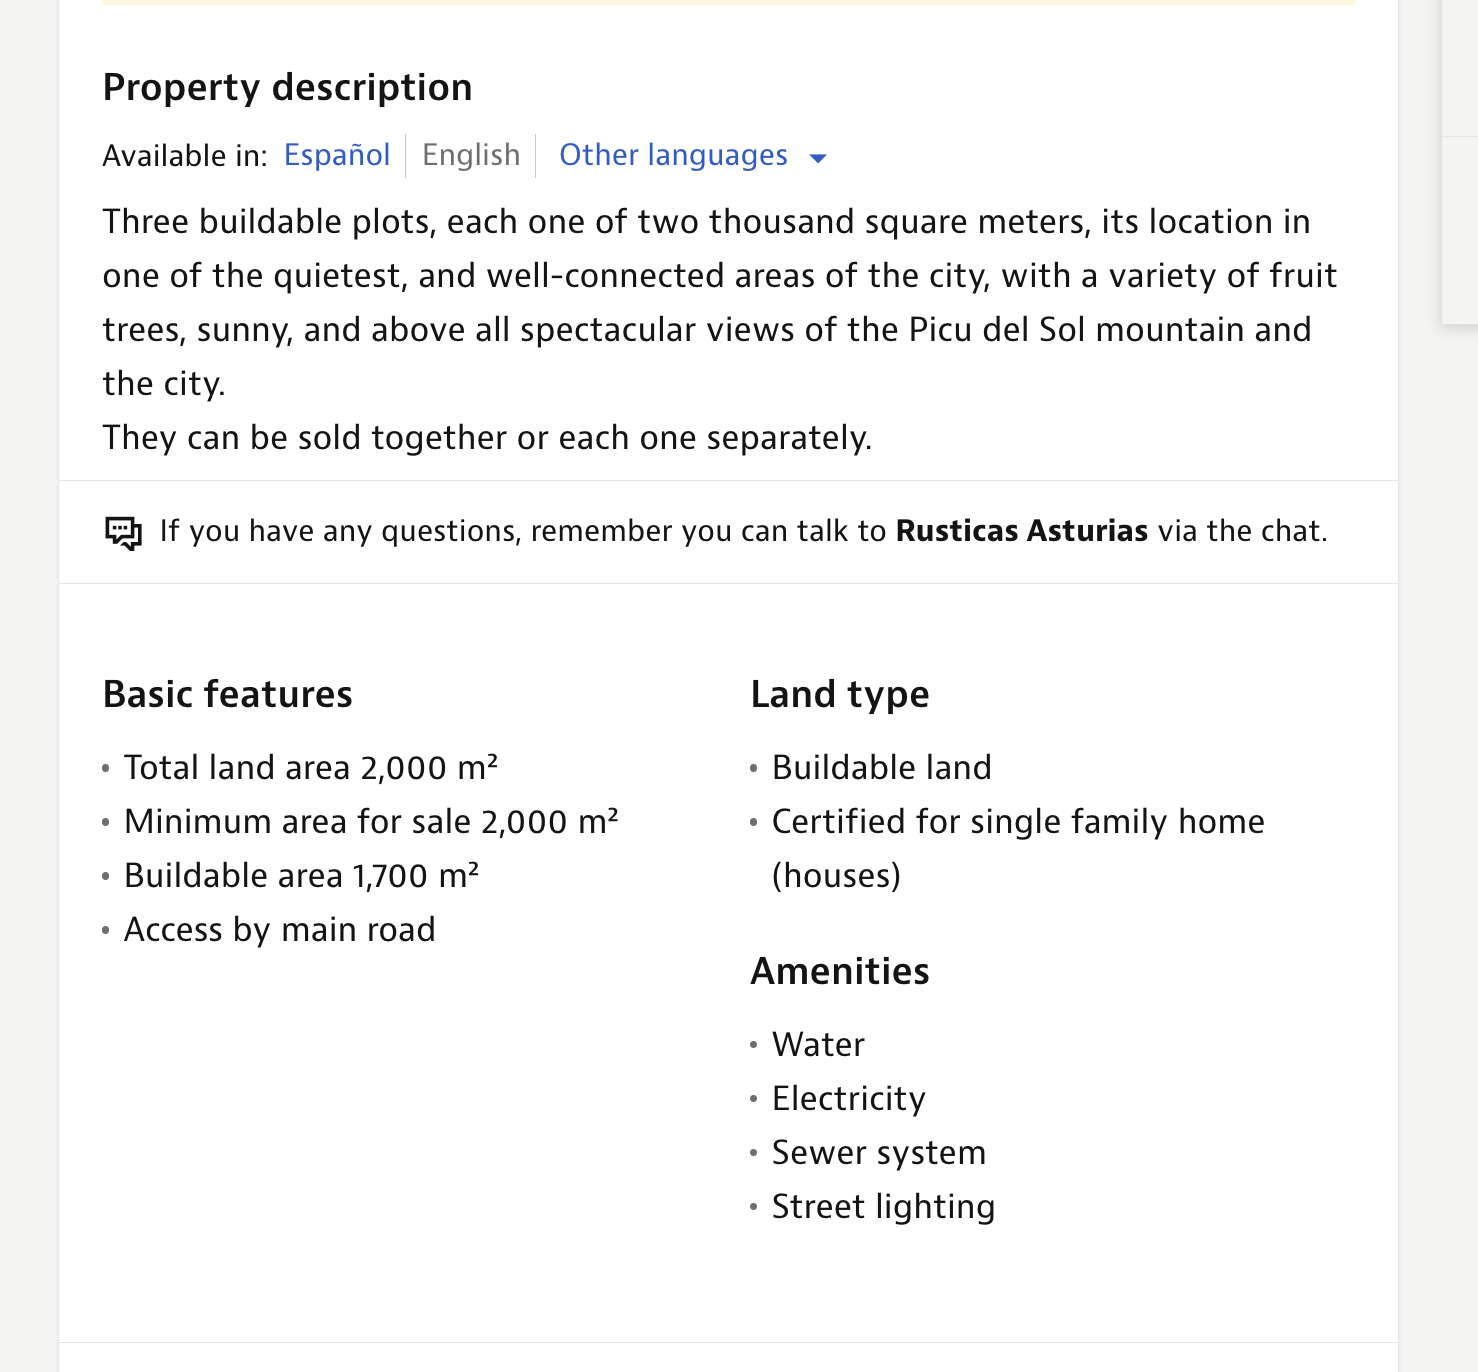 Property description
Available in: Español English Other languages
Three buildable plots, each one of two thousand square meters, its location in
one of the quietest, and well-connected areas of the city, with a variety of fruit
trees, sunny, and above all spectacular views of the Picu del Sol mountain and
the city.
They can be sold together or each one separately.
If you have any questions, remember you can talk to Rusticas Asturias via the chat.
Basic features
• Total land area 2,000 m²
• Minimum area for sale 2,000 m²
• Buildable area 1,700 m²
• Access by main road
Land type
• Buildable land
• Certified for single family home
(houses)
Amenities
• Water
• Electricity
• Sewer system
• Street lighting